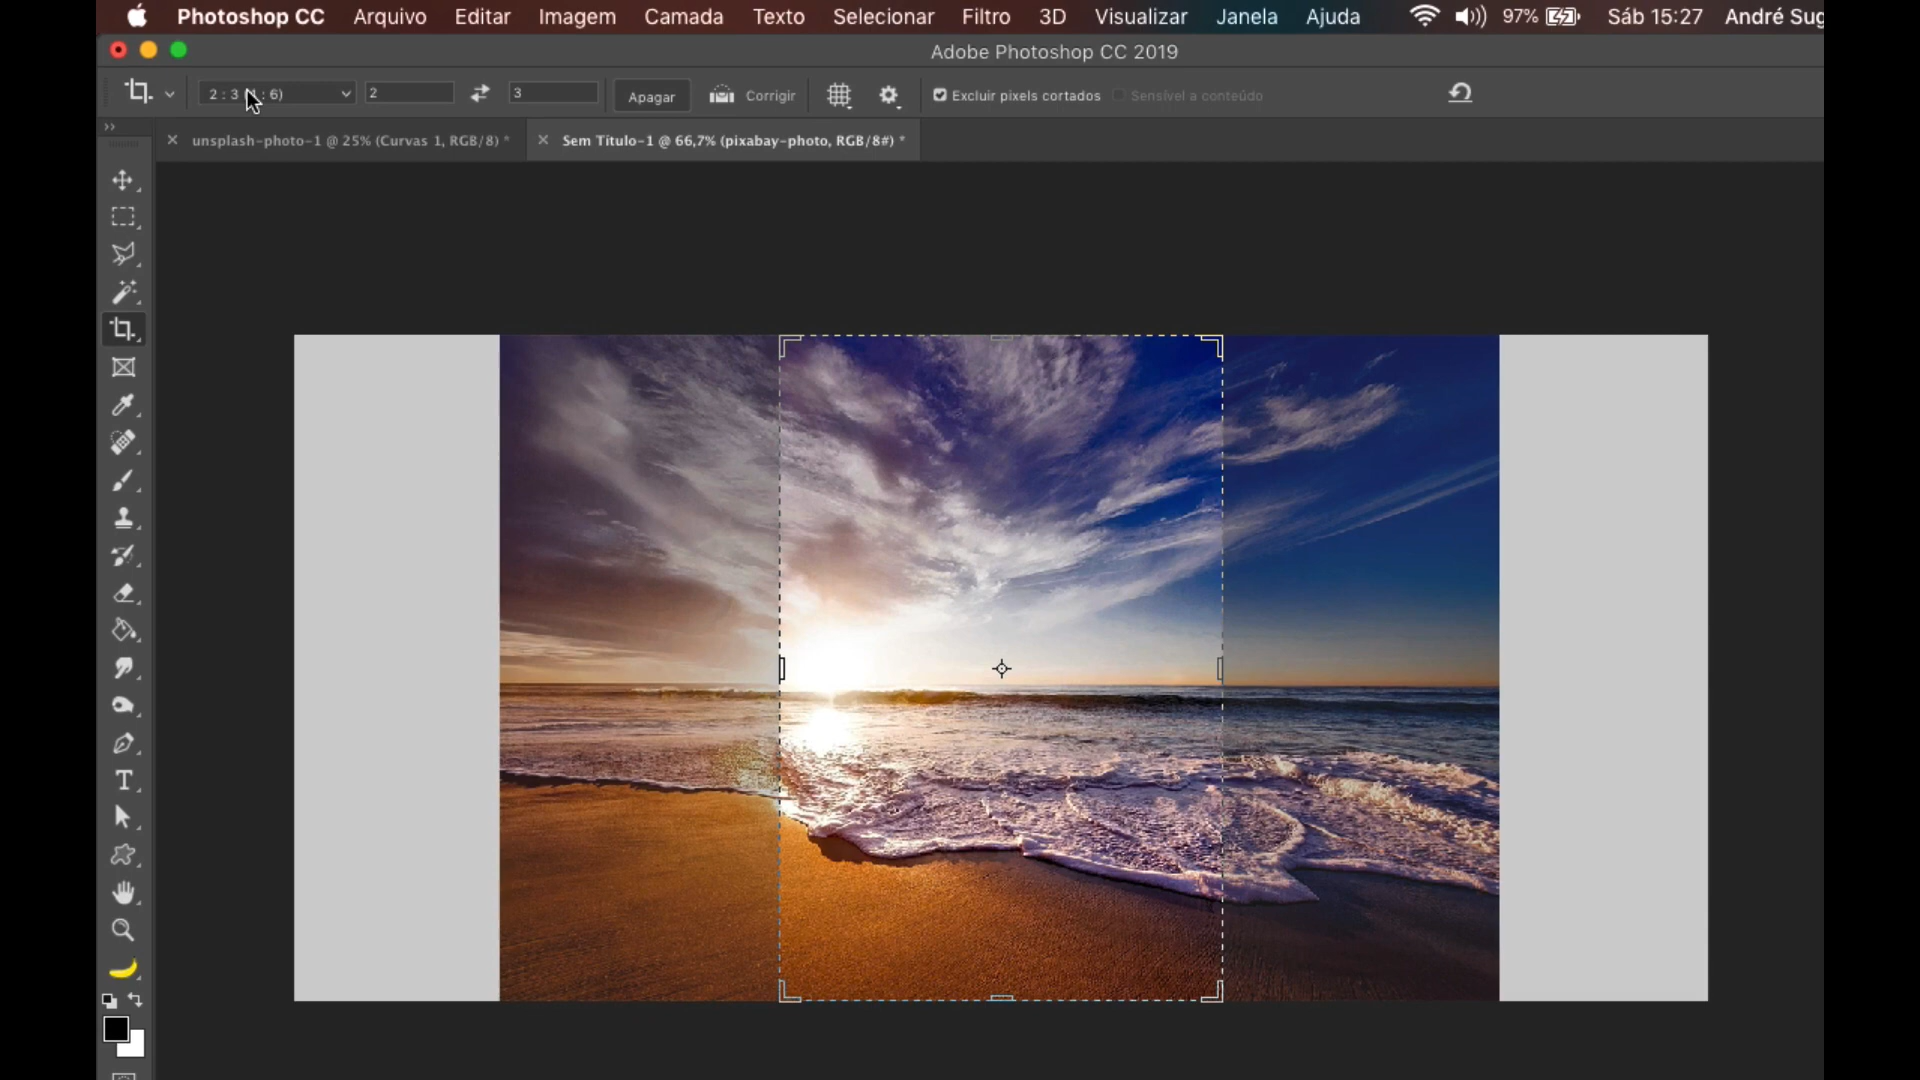 Photoshop CC Arquivo Editar Imagem Camada Texto Selecionar Filtro 3D Visualizar Janela Ajuda 97% Sáb 15:27 André Sug
Adobe Photoshop CC 2019
2 : 3 : 6) 2 3 Apagar Corrigir Excluir pixels cortados Sensível a conteúdo
unsplash-photo-1 @ 25% (Curvas 1, RGB/8) * Sem Título-1 @ 66,7% (pixabay-photo, RGB/8#) *